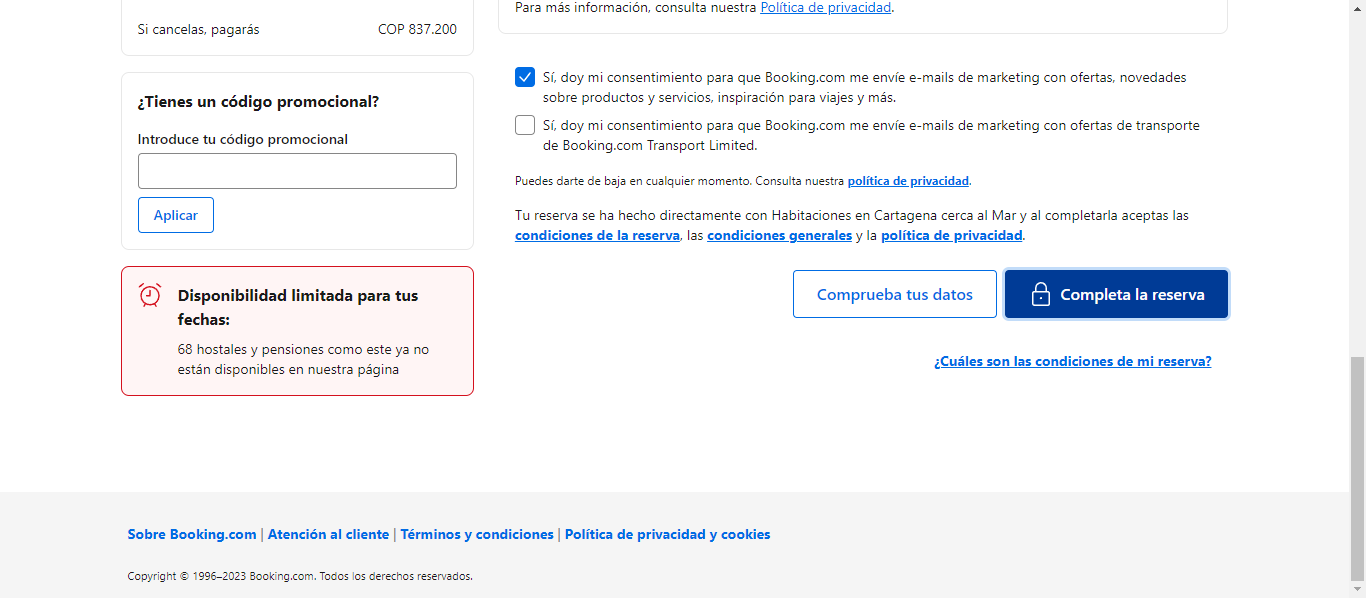 Para más información, consulta nuestra Política de privacidad.
Si cancelas, pagarás COP 837.200
¿Tienes un código promocional?
Introduce tu código promocional
Aplicar
Disponibilidad limitada para tus
fechas:
68 hostales y pensiones como este ya no
están disponibles en nuestra página
Sí, doy mi consentimiento para que Booking.com me envíe e-mails de marketing con ofertas, novedades
sobre productos y servicios, inspiración para viajes y más.
Sí, doy mi consentimiento para que Booking.com me envíe e-mails de marketing con ofertas de transporte
de Booking.com Transport Limited.
Puedes darte de baja en cualquier momento. Consulta nuestra política de privacidad.
Tu reserva se ha hecho directamente con Habitaciones en Cartagena cerca al Mar y al completarla aceptas las
condiciones de la reserva, las condiciones generales y la política de privacidad.
Comprueba tus datos
Completa la reserva
¿Cuáles son las condiciones de mi reserva?
Sobre Booking.com | Atención al cliente | Términos y condiciones | Política de privacidad y cookies
Copyright © 1996–2023 Booking.com. Todos los derechos reservados.